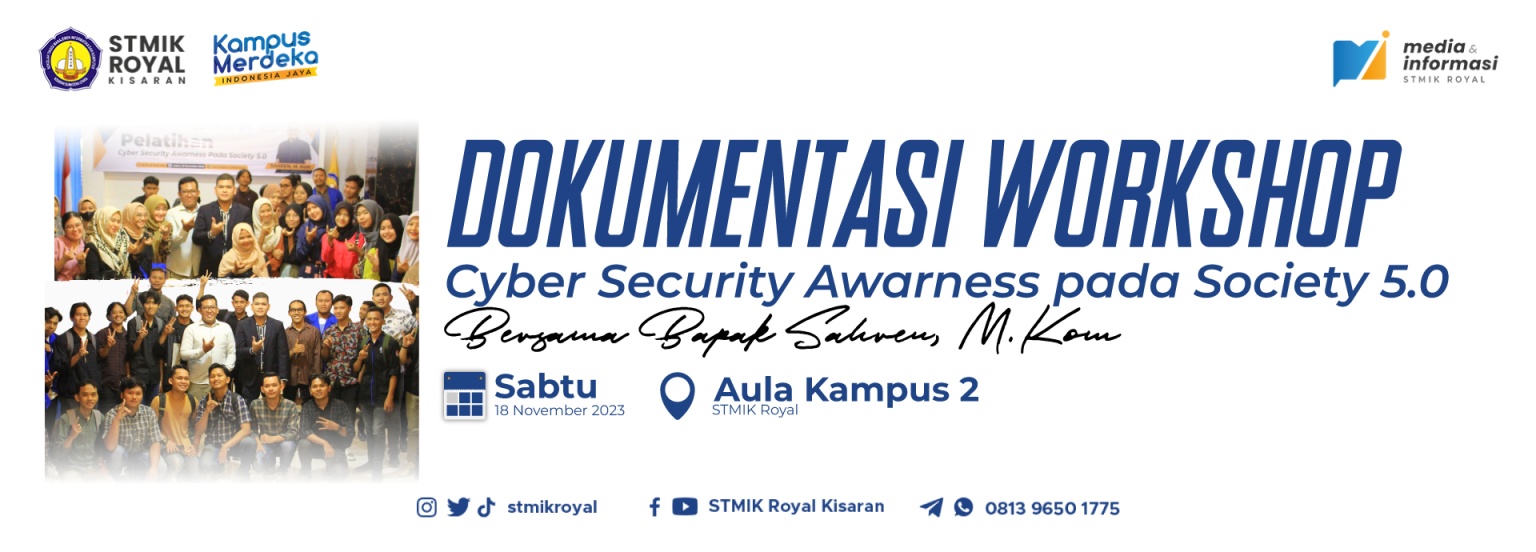 STMIK
ROYAL
KISARAN
Kampus
Merdeka
INDONESIA JAYA
media &
informasi
STMIK ROYAL
Pelatihan
Cyber Security Awarness Pada Society 5.0
DOKUMENTASI WORKSHOP
Cyber Security Awarness pada Society 5.0
Bersama Bapak Sahren, M.Kom
Sabtu
18 November 2023
Aula Kampus 2
STMIK Royal
stmikroyal
STMIK Royal Kisaran
0813 9650 1775